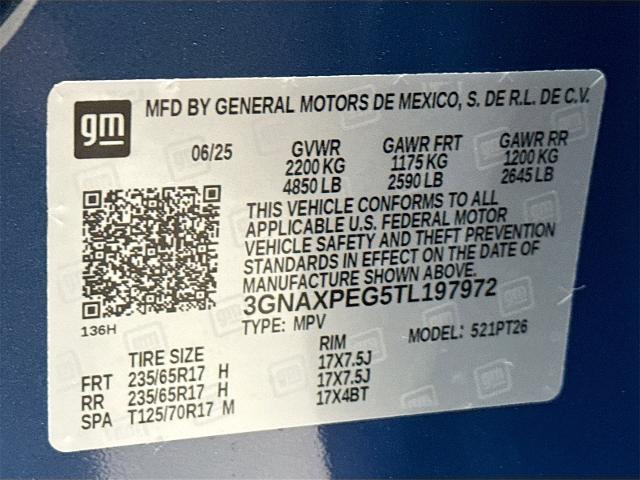 gm
MFD BY GENERAL MOTORS DE MEXICO, S. DE R.L. DE C.V.
06/25 GVWR GAWR FRT GAWR RR
2200 KG 1175 KG 1200 KG
4850 LB 2590 LB 2645 LB
THIS VEHICLE CONFORMS TO ALL
APPLICABLE U.S. FEDERAL MOTOR
VEHICLE SAFETY AND THEFT PREVENTION
STANDARDS IN EFFECT ON THE DATE OF
MANUFACTURE SHOWN ABOVE.
3GNAXPEG5TL197972
136H
TYPE: MPV MODEL: 521PT26
TIRE SIZE RIM
FRT 235/65R17 H 17X7.5J
RR 235/65R17 H 17X7.5J
SPA T125/70R17 M 17X4BT